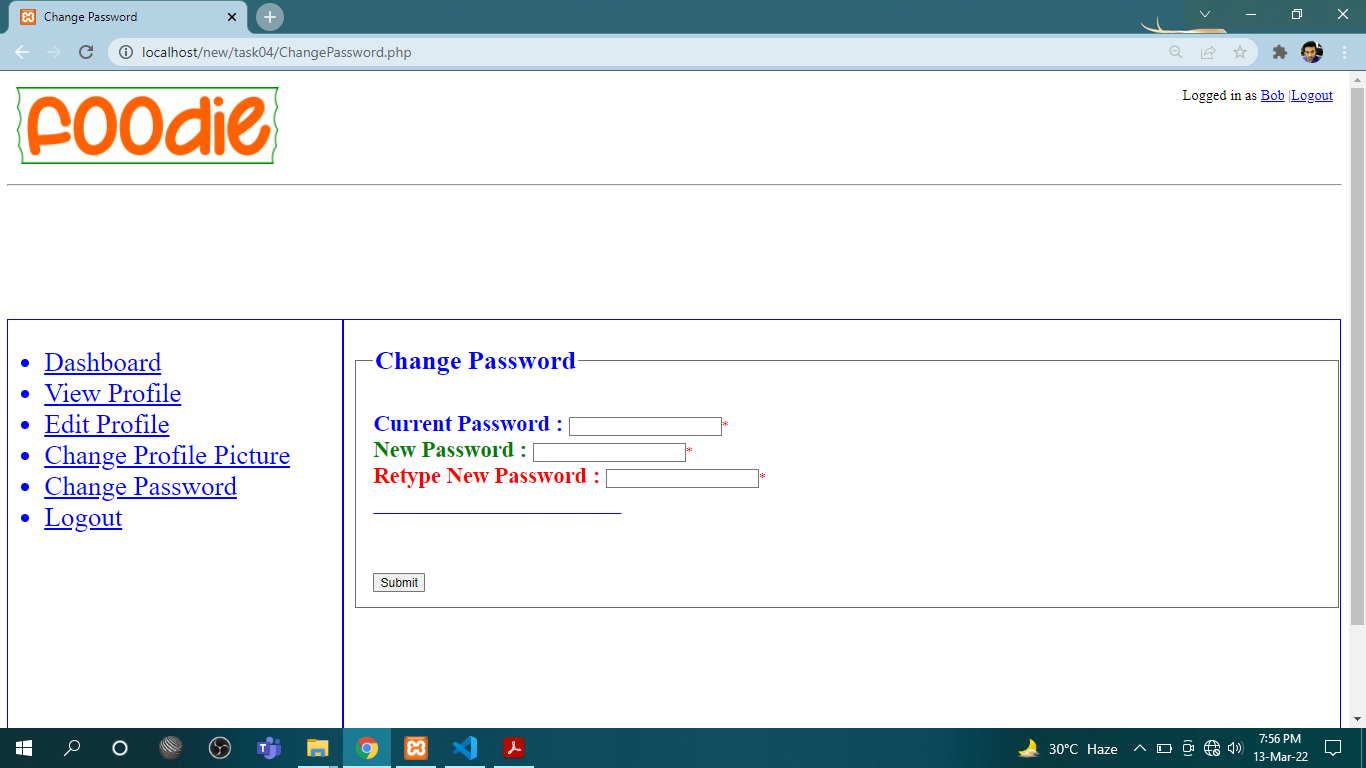 Change Password
localhost/new/task04/ChangePassword.php
foodie
Logged in as Bob |Logout
Dashboard
View Profile
Edit Profile
Change Profile Picture
Change Password
Logout
Change Password
Current Password : *
New Password : *
Retype New Password : *
Submit
30°C Haze
7:56 PM
13-Mar-22